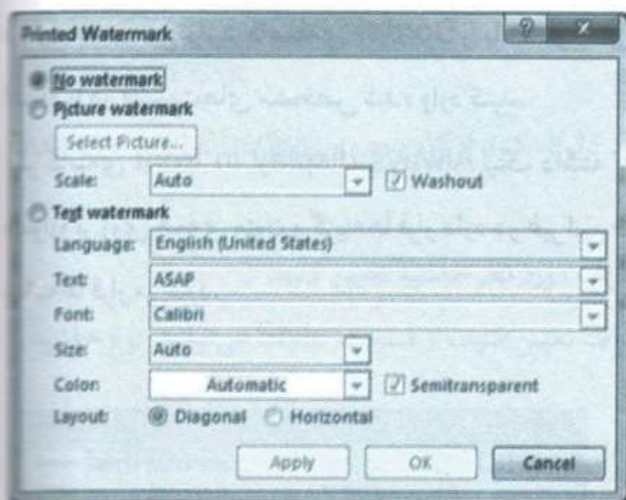 Printed Watermark
No watermark
Picture watermark
Select Picture...
Scale: Auto Washout
Text watermark
Language: English (United States)
Text: ASAP
Font: Calibri
Size: Auto
Color: Automatic Semitransparent
Layout: Diagonal Horizontal
Apply OK Cancel